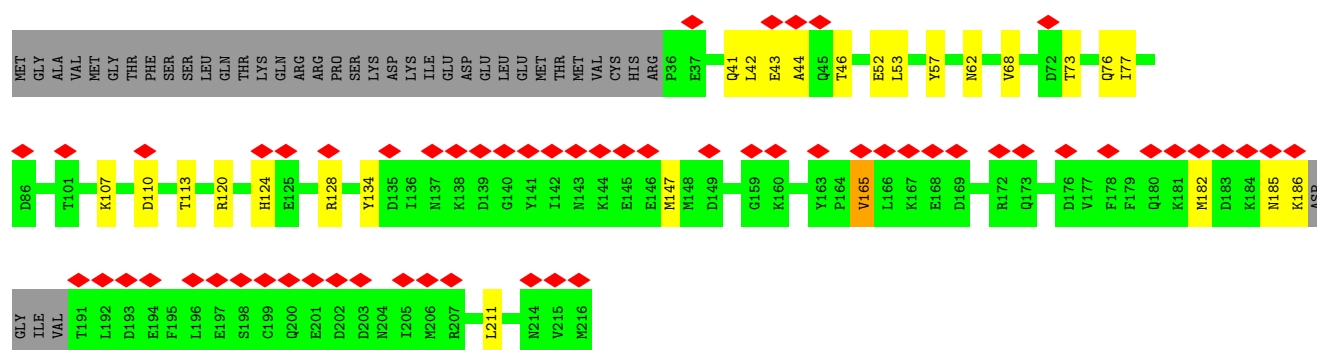 MET GLY ALA VAL MET GLY THR PHE SER SER LEU GLN THR LYS GLN ARG ARG PRO SER LYS ASP LYS ILE GLU ASP GLU LEU GLU MET THR MET VAL CYS HIS ARG P36 E37 Q41 L42 E43 A44 Q45 T46 E52 L53 Y57 N62 V68 D72 T73 Q76 I77
D86 T101 K107 D110 T113 R120 H124 E125 R128 Y134 D135 I136 N137 K138 D139 G140 Y141 I142 N143 K144 E145 E146 M147 M148 D149 G159 K160 Y163 P164 V165 L166 K167 E168 D169 R172 Q173 D176 V177 F178 F179 Q180 K181 M182 D183 K184 N185 K186 ASP
GLY ILE VAL T191 L192 D193 E194 F195 L196 E197 S198 C199 Q200 E201 D202 D203 N204 I205 M206 R207 L211 N214 V215 M216